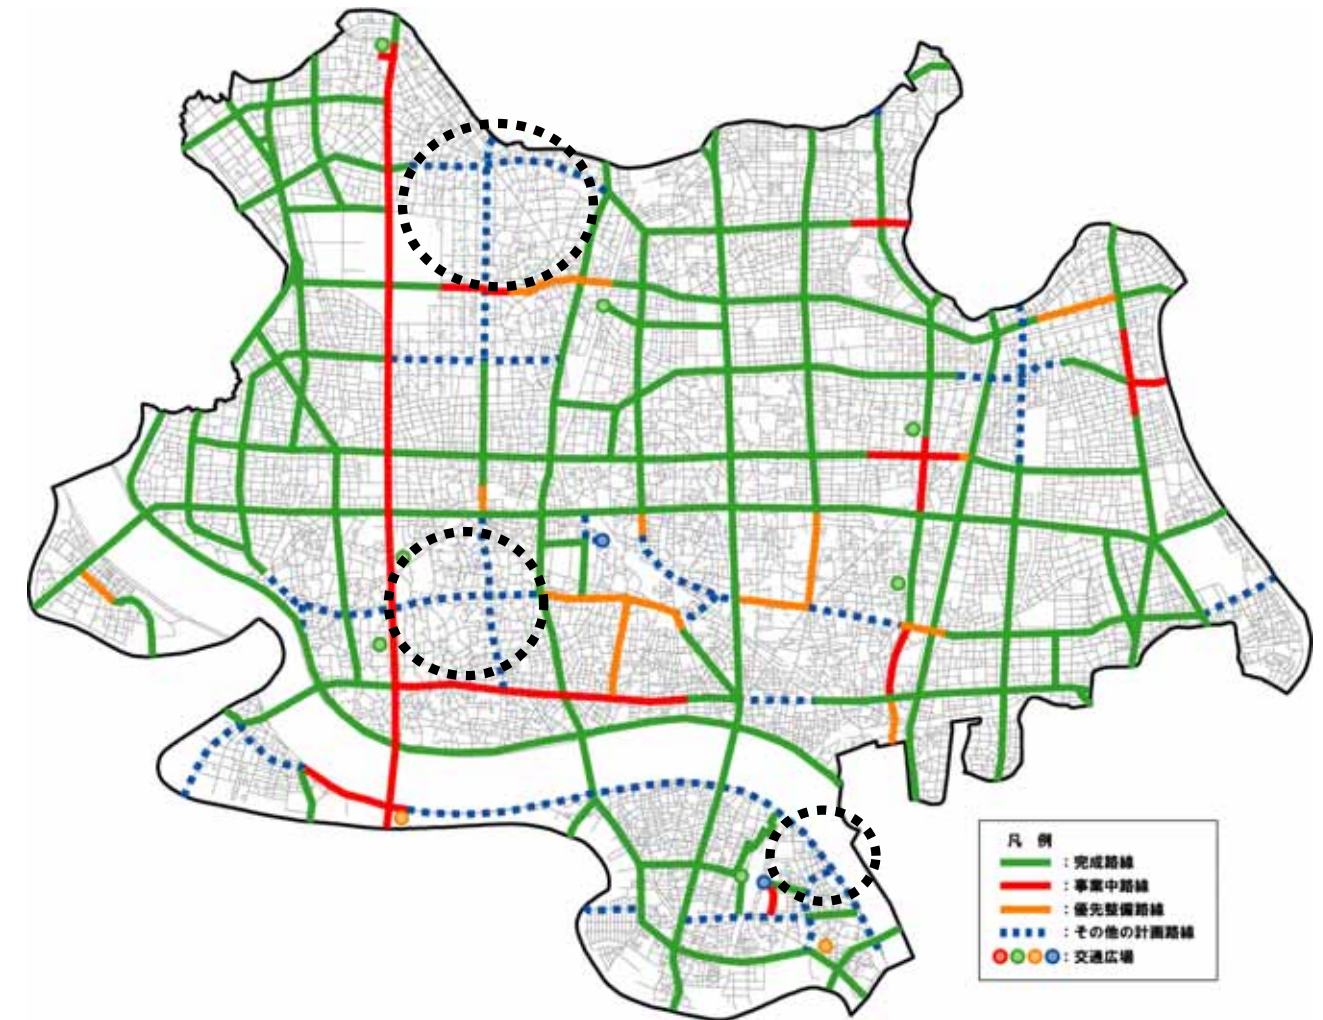 凡 例
：完成路線
：事業中路線
：優先整備路線
：その他の計画路線
：交通広場